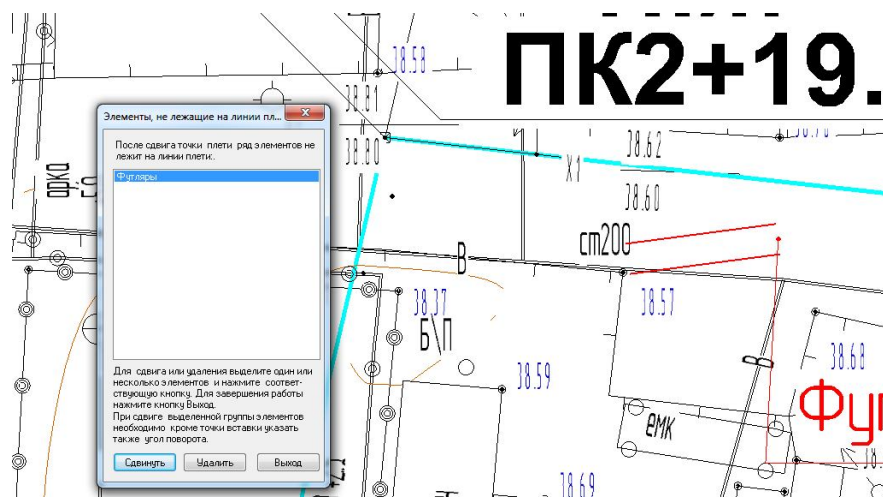 38.58
ПК2+19.
Элементы, не лежащие на линии пл...
38.81
После сдвига точки плети ряд элементов не
лежит на линии плети:.
38.62
38.80
X1
Футляры
арка
38.60
cm200
В
38.37
38.57
Б\П
38.68
В
38.59
Для сдвига или удаления выделите один или
несколько элементов и нажмите соответ-
ствующую кнопку. Для завершения работы
нажмите кнопку Выход.
При сдвиге выделенной группы элементов
необходимо кроме точки вставки указать
также угол поворота.
Фу
емк
Сдвинуть
Удалить
Выход
38.69